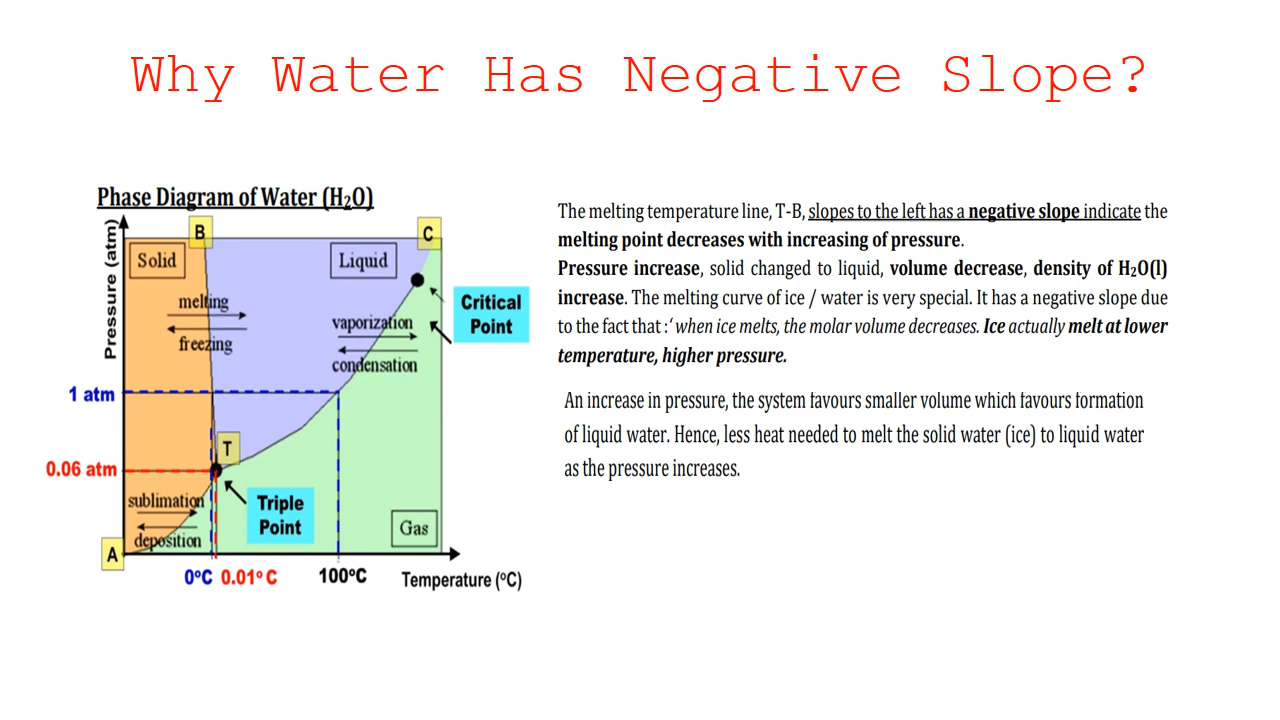 Why Water Has Negative Slope?
Phase Diagram of Water (H₂O)
Pressure (atm)
B
C
Solid
Liquid
melting
freezing
vaporization
condensation
Critical
Point
1 atm
T
0.06 atm
sublimation
deposition
Triple
Point
Gas
A
0°C 0.01°C 100°C Temperature (°C)
The melting temperature line, T-B, slopes to the left has a negative slope indicate the
melting point decreases with increasing of pressure.
Pressure increase, solid changed to liquid, volume decrease, density of H₂O(l)
increase. The melting curve of ice / water is very special. It has a negative slope due
to the fact that :‘ when ice melts, the molar volume decreases. Ice actually melt at lower
temperature, higher pressure.
An increase in pressure, the system favours smaller volume which favours formation
of liquid water. Hence, less heat needed to melt the solid water (ice) to liquid water
as the pressure increases.